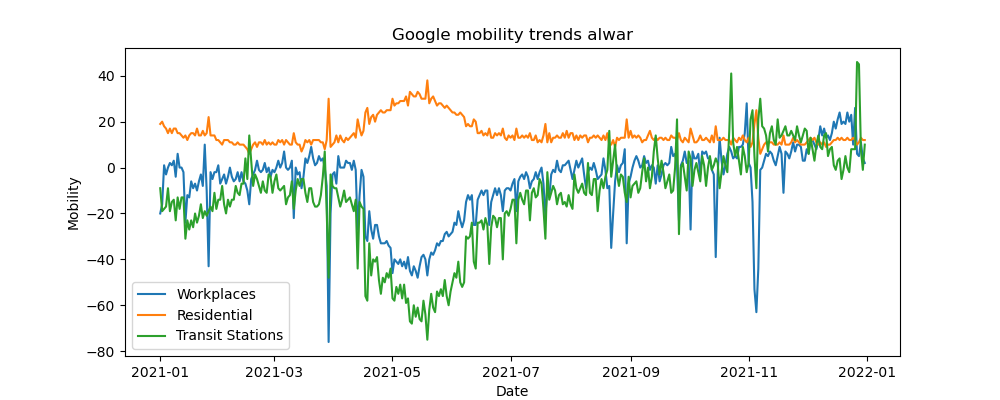 Google mobility trends alwar
Mobility
40
20
0
−20
−40
−60
−80
Workplaces
Residential
Transit Stations
2021-01 2021-03 2021-05 2021-07 2021-09 2021-11 2022-01
Date